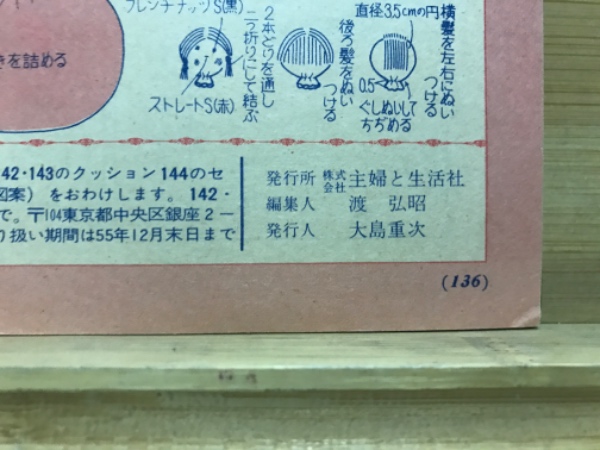 フレンチナッツS(黒)
ストレートS(赤)
2本どりを通し
二つ折りにして結ぶ
後ろ髪をぬい
つける
直径3.5cmの円
0.5
ぐしぬいして
ちぢめる
横髪を左右にぬい
つける
きを詰める
42・143のクッション144のセ
図案）をおわけします。142・
で。〒104東京都中央区銀座2－
り扱い期間は55年12月末日まで
発行所 株式会社 主婦と生活社
編集人 渡 弘昭
発行人 大島重次
(136)